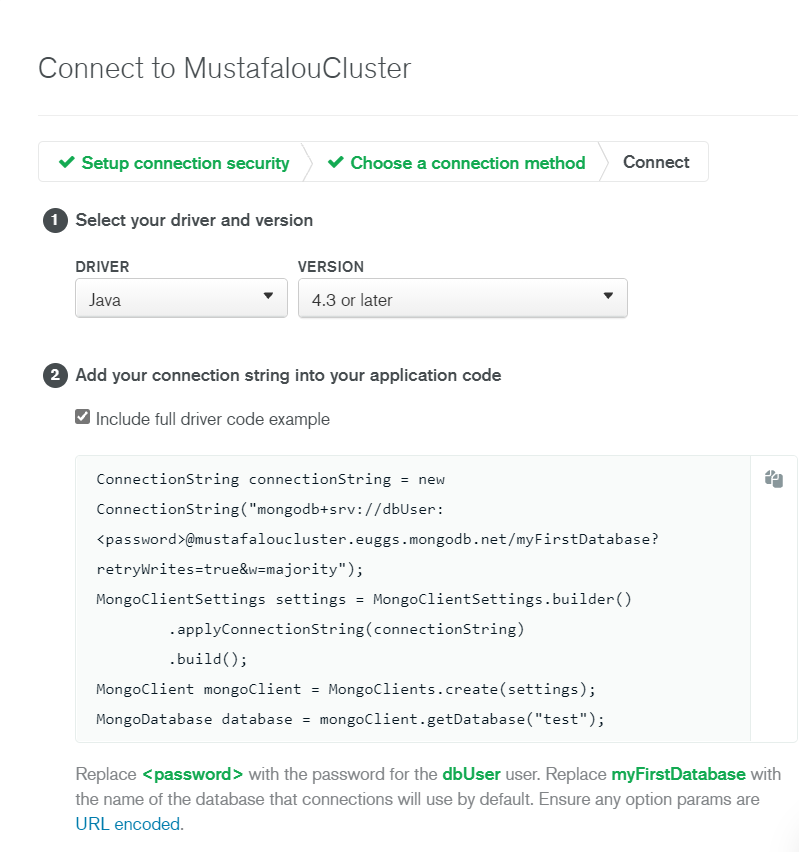 Connect to MustafalouCluster
Setup connection security
Choose a connection method
Connect
1 Select your driver and version
DRIVER
VERSION
Java
4.3 or later
2 Add your connection string into your application code
Include full driver code example
ConnectionString connectionString = new
ConnectionString("mongodb+srv://dbUser:
<password>@mustafaloucluster.euggs.mongodb.net/myFirstDatabase?
retryWrites=true&w=majority");
MongoClientSettings settings = MongoClientSettings.builder()
.applyConnectionString(connectionString)
.build();
MongoClient mongoClient = MongoClients.create(settings);
MongoDatabase database = mongoClient.getDatabase("test");
Replace <password> with the password for the dbUser user. Replace myFirstDatabase with
the name of the database that connections will use by default. Ensure any option params are
URL encoded.